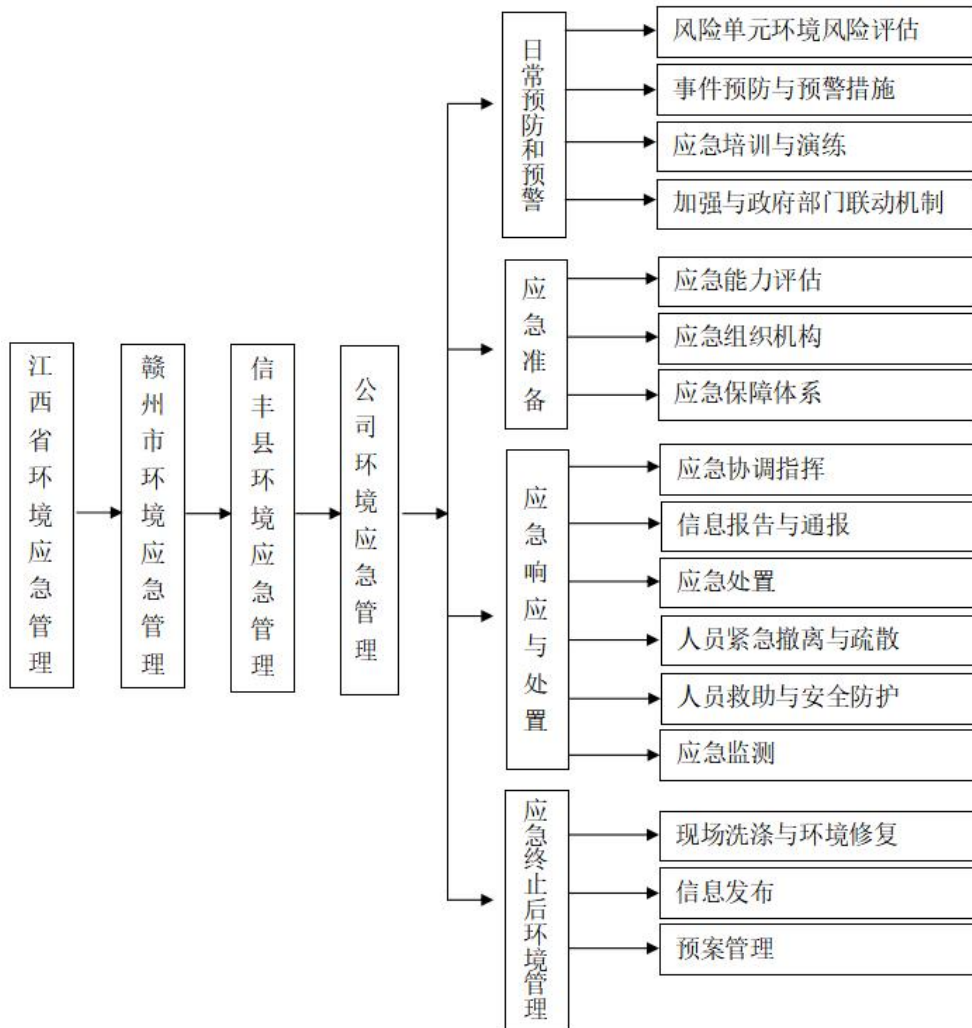 江西省环境应急管理
赣州市环境应急管理
信丰县环境应急管理
公司环境应急管理
日常预防和预警
风险单元环境风险评估
事件预防与预警措施
应急培训与演练
加强与政府部门联动机制
应急准备
应急能力评估
应急组织机构
应急保障体系
应急响应与处置
应急协调指挥
信息报告与通报
应急处置
人员紧急撤离与疏散
人员救助与安全防护
应急监测
应急终止后环境管理
现场洗涤与环境修复
信息发布
预案管理